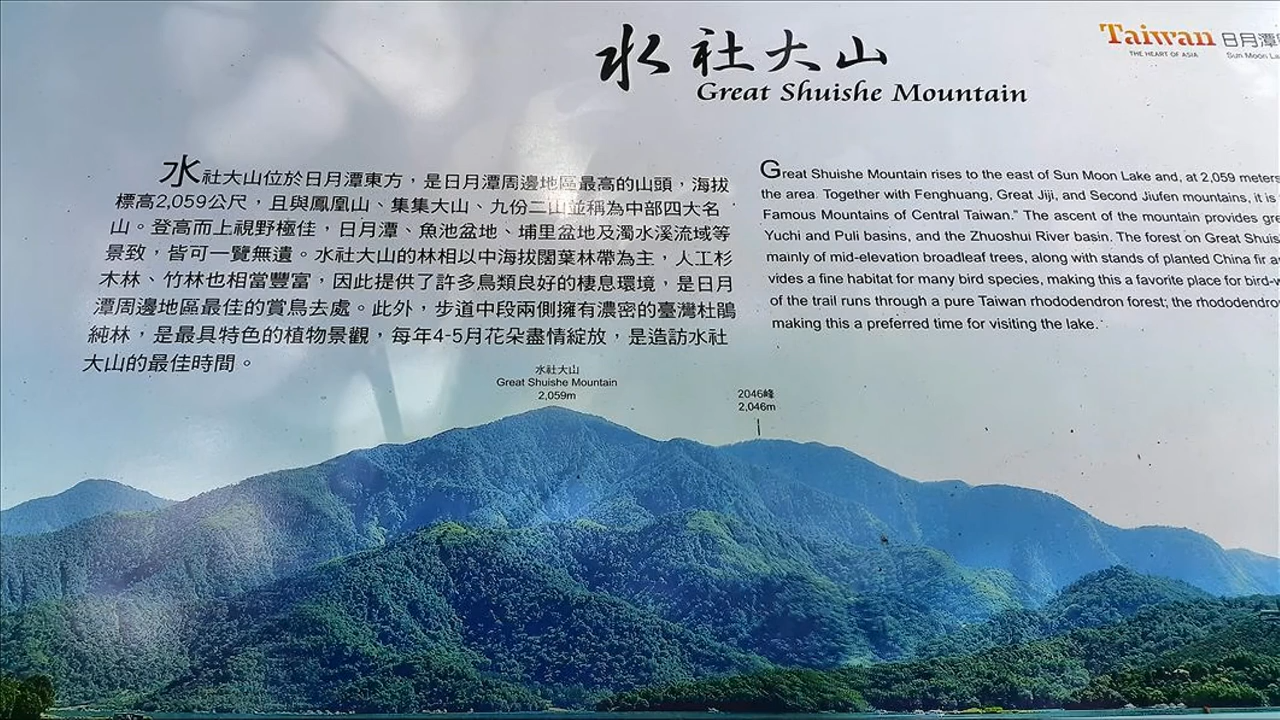 水社大山
Great Shuishe Mountain
Taiwan
THE HEART OF ASIA
日月潭
Sun Moon
水社大山位於日月潭東方，是日月潭周邊地區最高的山頭，海拔
標高2,059公尺，且與鳳凰山、集集大山、九份二山並稱為中部四大名
山。登高而上視野極佳，日月潭、魚池盆地、埔里盆地及濁水溪流域等
景致，皆可一覽無遺。水社大山的林相以中海拔闊葉林帶為主，人工杉
木林、竹林也相當豐富，因此提供了許多鳥類良好的棲息環境，是日月
潭周邊地區最佳的賞鳥去處。此外，步道中段兩側擁有濃密的臺灣杜鵑
純林，是最具特色的植物景觀，每年4-5月花朵盡情綻放，是造訪水社
大山的最佳時間。
Great Shuishe Mountain rises to the east of Sun Moon Lake and, at 2,059 meters
the area. Together with Fenghuang, Great Jiji, and Second Jiufen mountains, it is
Famous Mountains of Central Taiwan." The ascent of the mountain provides
Yuchi and Puli basins, and the Zhuoshui River basin. The forest on Great
mainly of mid-elevation broadleaf trees, along with stands of planted China fir
vides a fine habitat for many bird species, making this a favorite place for
of the trail runs through a pure Taiwan rhododendron forest; the
making this a preferred time for visiting the lake.
水社大山
Great Shuishe Mountain
2,059m
2046峰
2,046m